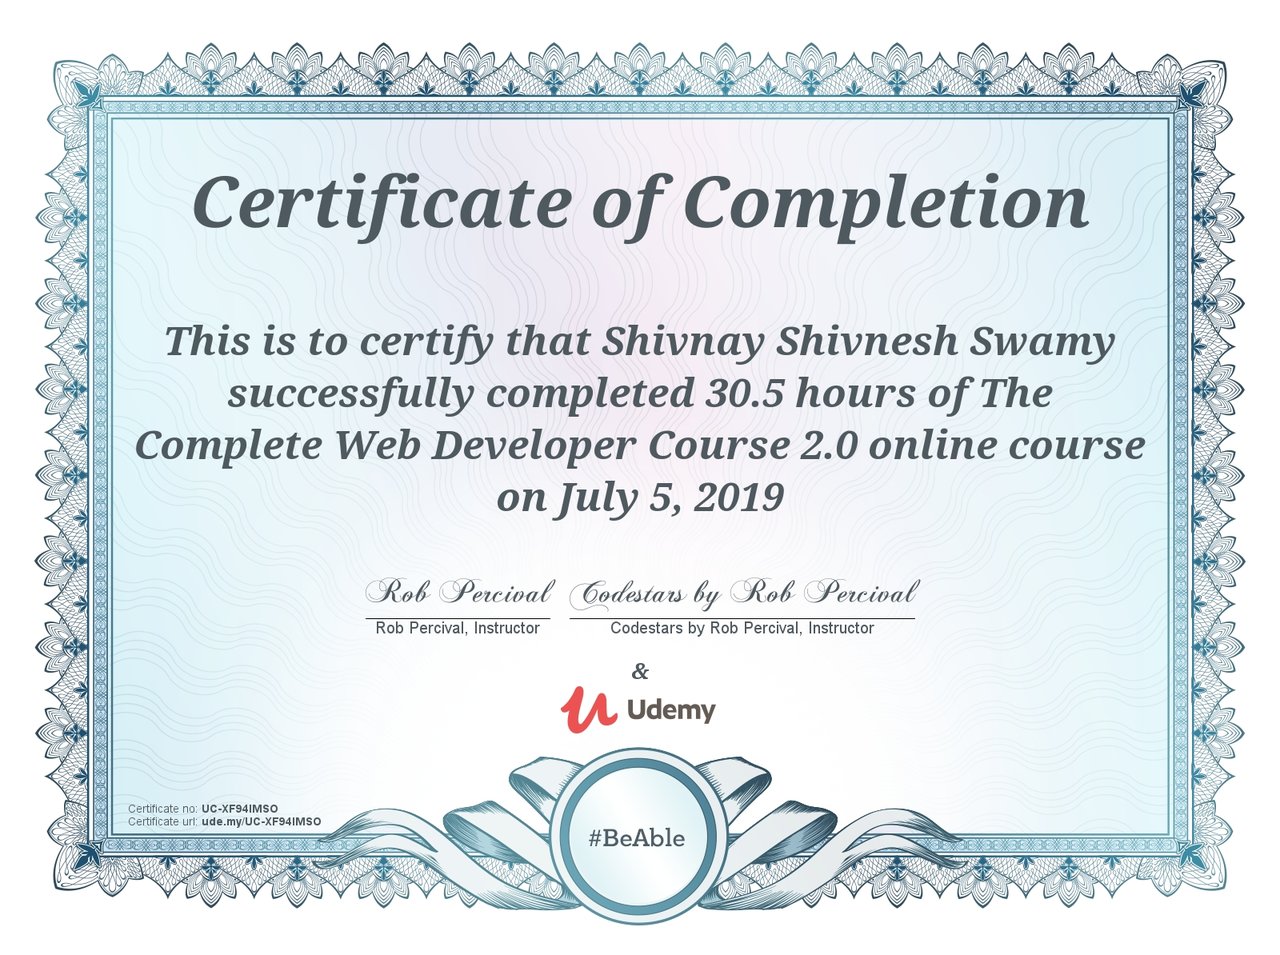 Certificate of Completion
This is to certify that Shivnay Shivnesh Swamy
successfully completed 30.5 hours of The
Complete Web Developer Course 2.0 online course
on July 5, 2019
Rob Percival Codestars by Rob Percival
Rob Percival, Instructor Codestars by Rob Percival, Instructor
&
Udemy
Certificate no: UC-XF94IMSO
Certificate url: ude.my/UC-XF94IMSO
#BeAble